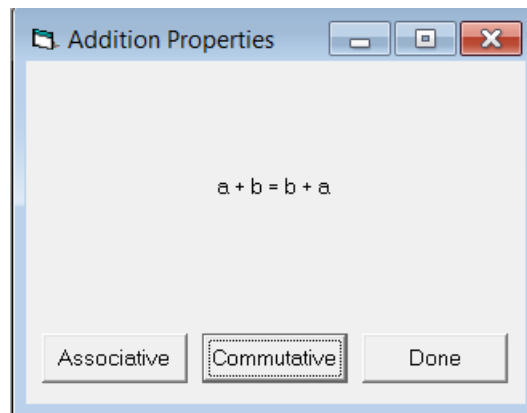 Addition Properties
a + b = b + a
Associative Commutative Done